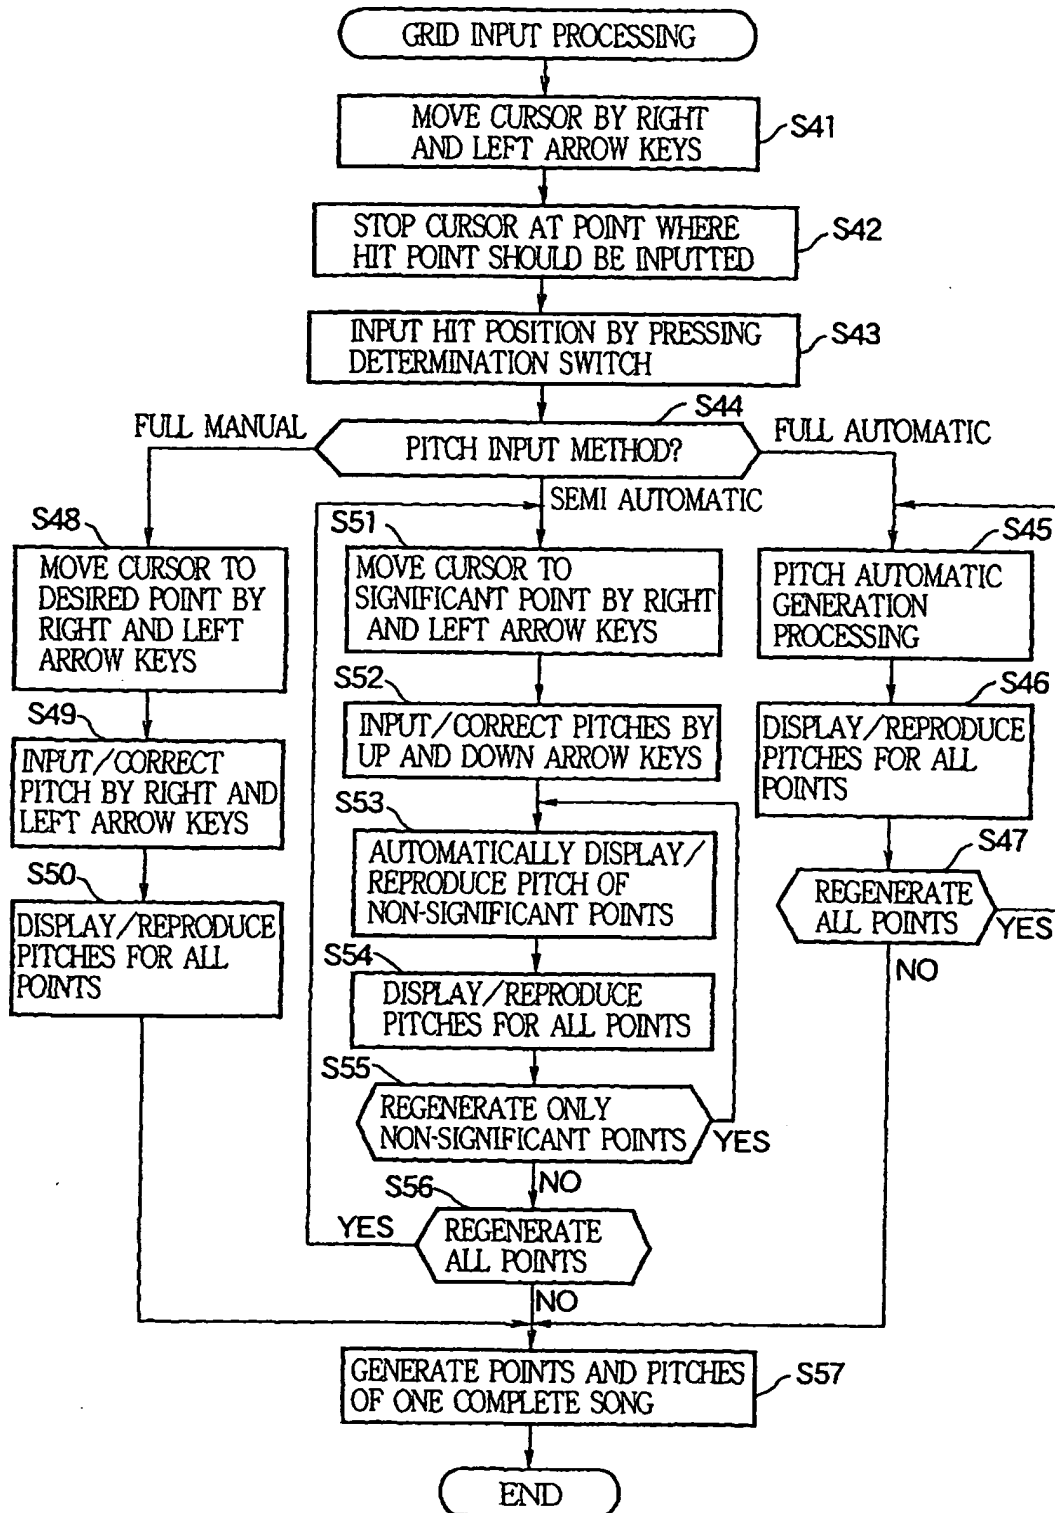 GRID INPUT PROCESSING
MOVE CURSOR BY RIGHT
AND LEFT ARROW KEYS
S41
STOP CURSOR AT POINT WHERE
HIT POINT SHOULD BE INPUTTED
S42
INPUT HIT POSITION BY PRESSING
DETERMINATION SWITCH
S43
S44
PITCH INPUT METHOD?
FULL MANUAL
SEMI AUTOMATIC
FULL AUTOMATIC
S48
MOVE CURSOR TO
DESIRED POINT BY
RIGHT AND LEFT
ARROW KEYS
S49
INPUT/CORRECT
PITCH BY RIGHT AND
LEFT ARROW KEYS
S50
DISPLAY/REPRODUCE
PITCHES FOR ALL
POINTS
S51
MOVE CURSOR TO
SIGNIFICANT POINT BY RIGHT
AND LEFT ARROW KEYS
S52
INPUT/CORRECT PITCHES BY
UP AND DOWN ARROW KEYS
S53
AUTOMATICALLY DISPLAY/
REPRODUCE PITCH OF
NON-SIGNIFICANT POINTS
S54
DISPLAY/REPRODUCE
PITCHES FOR ALL POINTS
S55
REGENERATE ONLY
NON-SIGNIFICANT POINTS
YES
NO
S56
REGENERATE
ALL POINTS
YES
NO
S45
PITCH AUTOMATIC
GENERATION
PROCESSING
S46
DISPLAY/REPRODUCE
PITCHES FOR ALL
POINTS
S47
REGENERATE
ALL POINTS
YES
NO
GENERATE POINTS AND PITCHES
OF ONE COMPLETE SONG
S57
END